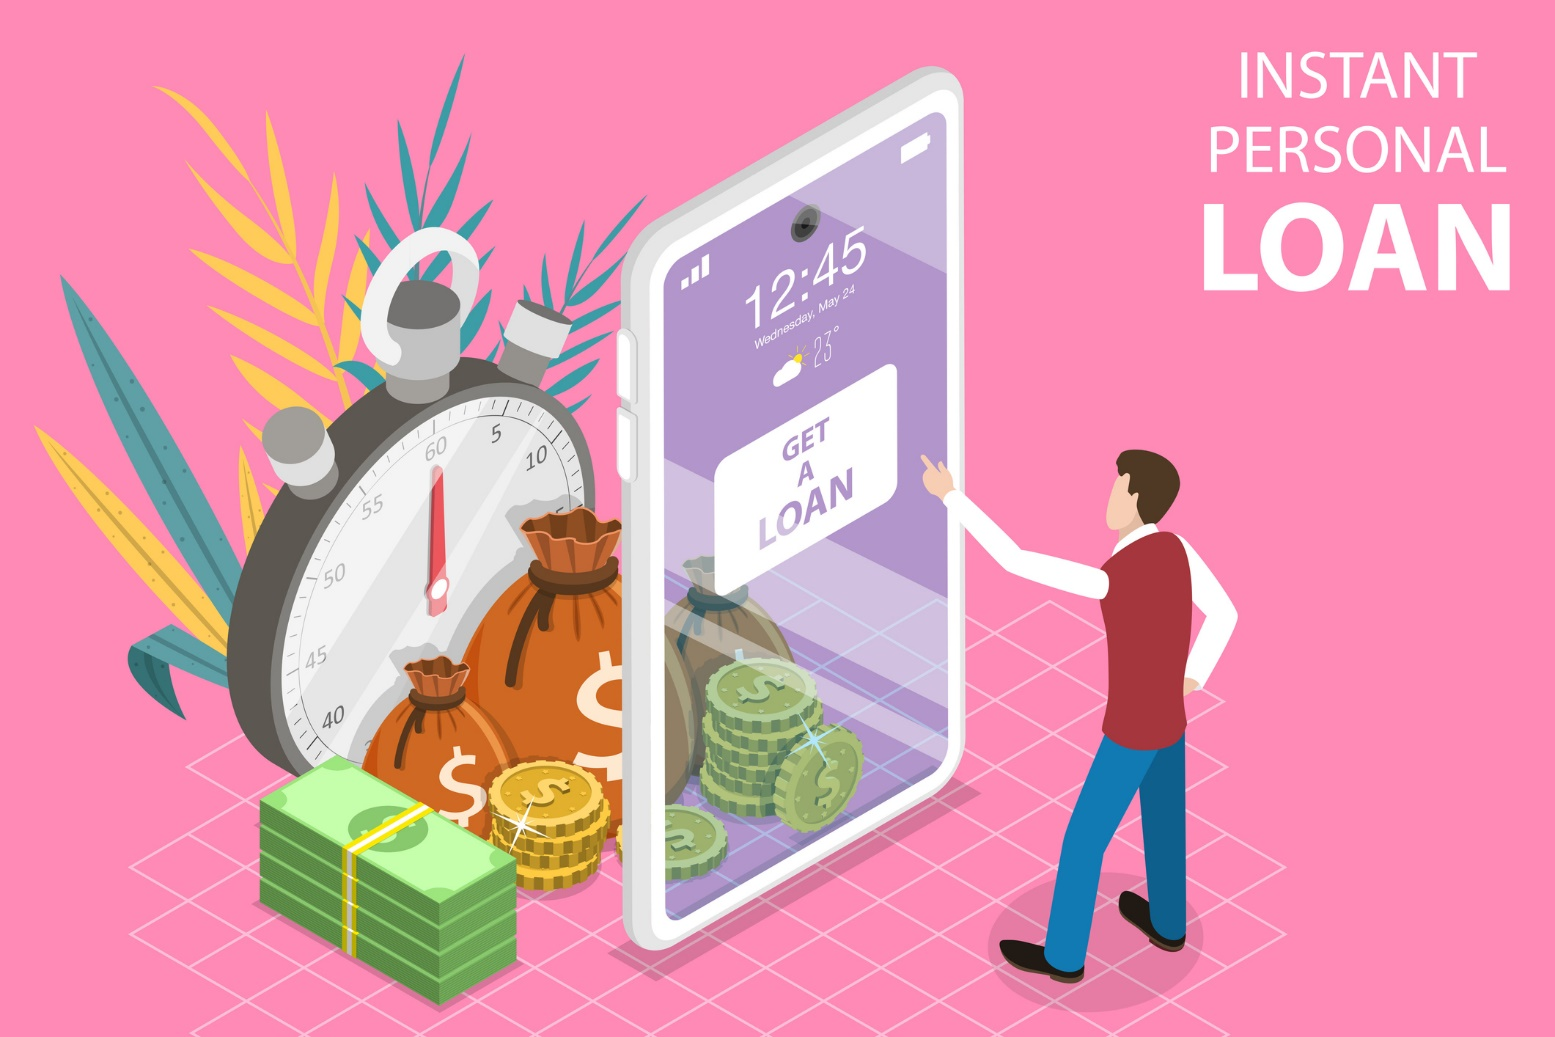 INSTANT
PERSONAL
LOAN
12:45
Wednesday, May 24
23°
GET
A
LOAN
60
5
10
55
50
45
40
$
$
$
$
$
$